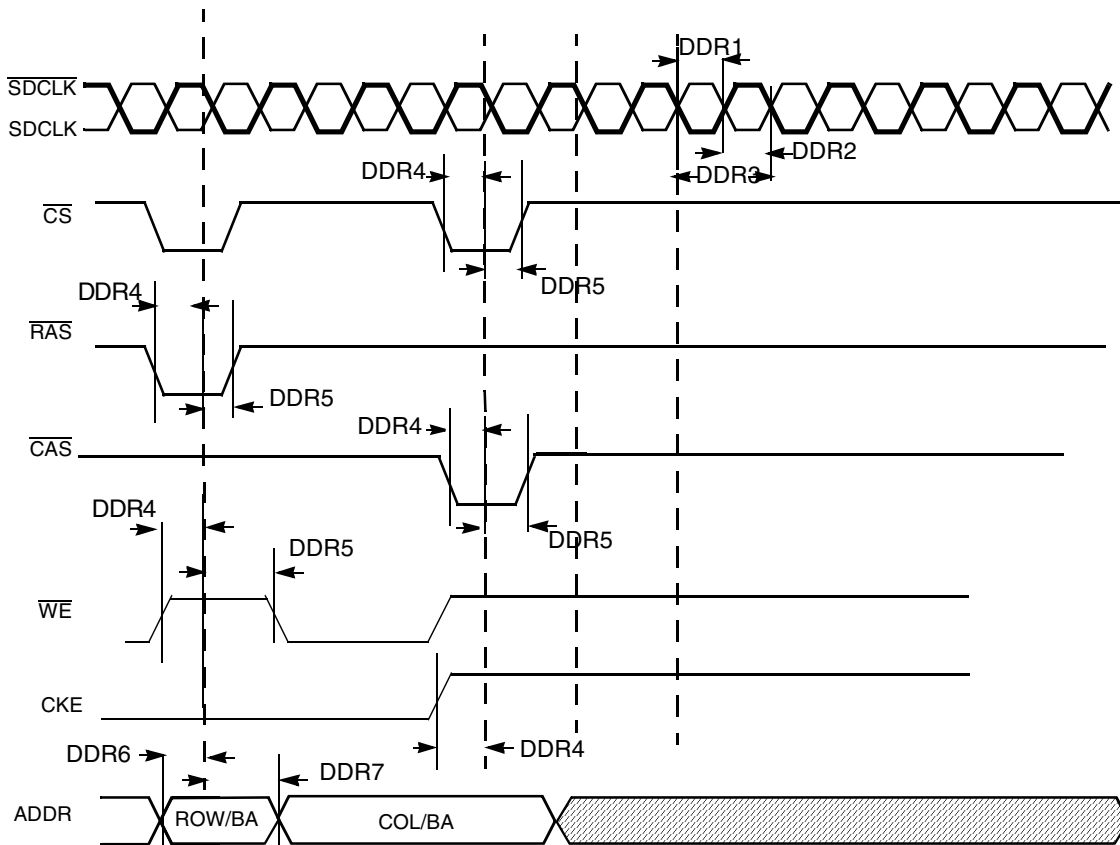 DDR1
SDCLK
SDCLK
DDR2
DDR4
DDR3
CS
DDR4
DDR5
RAS
DDR5
DDR4
CAS
DDR4
DDR5
DDR5
WE
CKE
DDR6
DDR4
DDR7
ADDR
ROW/BA
COL/BA